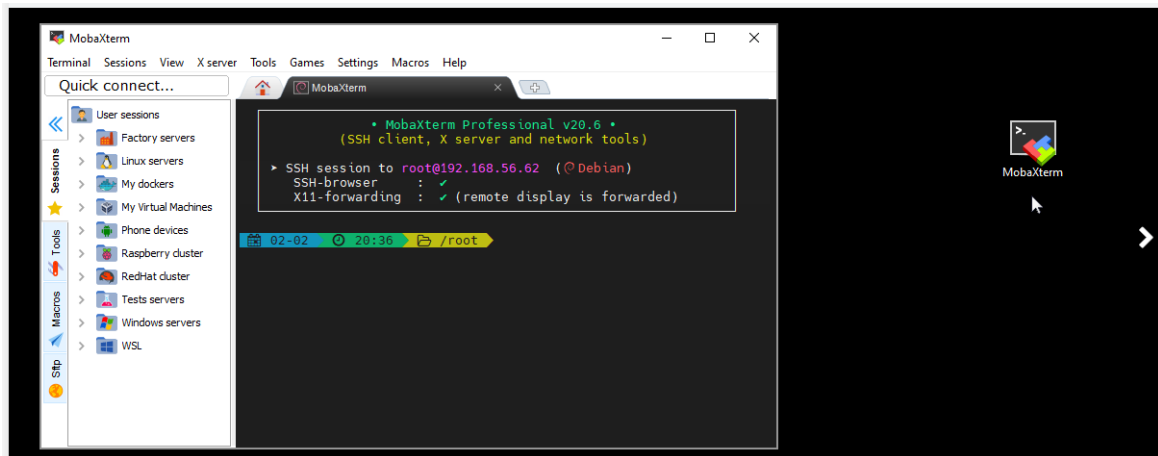 MobaXterm
Terminal Sessions View X server Tools Games Settings Macros Help
Quick connect...
MobaXterm
User sessions
Factory servers
Linux servers
My dockers
My Virtual Machines
Phone devices
Raspberry cluster
RedHat cluster
Tests servers
Windows servers
WSL
Sessions
Tools
Macros
Sftp
• MobaXterm Professional v20.6 •
(SSH client, X server and network tools)
➤ SSH session to root@192.168.56.62 (Debian)
SSH-browser : ✔
X11-forwarding : ✔ (remote display is forwarded)
02-02 20:36 /root
MobaXterm